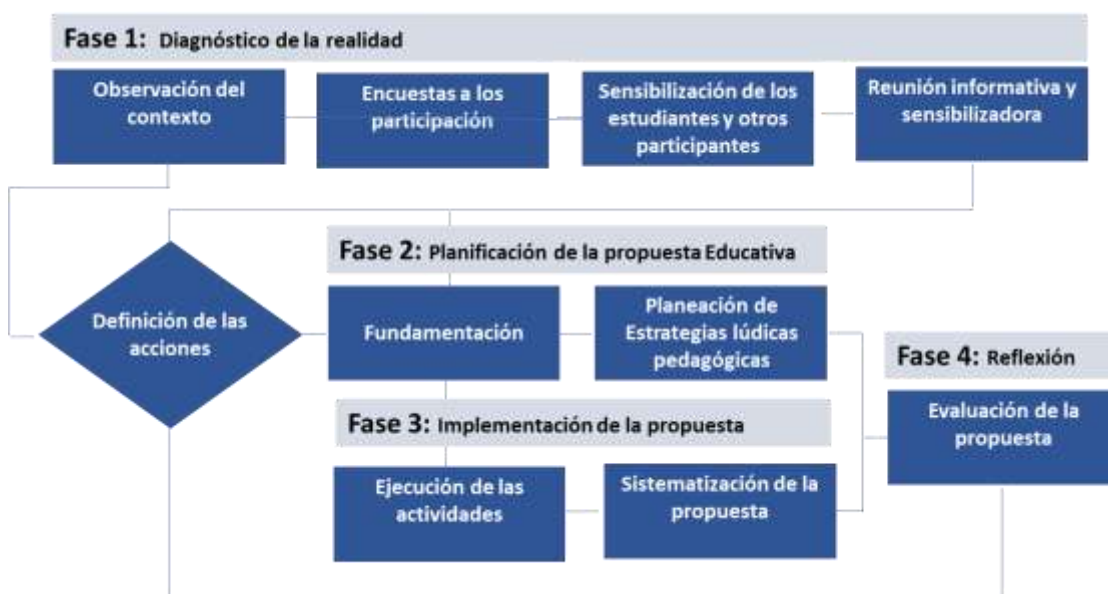 Fase 1: Diagnóstico de la realidad
Observación del
contexto
Encuestas a los
participación
Sensibilización de los
estudiantes y otros
participantes
Reunión informativa y
sensibilizadora
Definición de las
acciones
Fase 2: Planificación de la propuesta Educativa
Fundamentación
Planeación de
Estrategias lúdicas
pedagógicas
Fase 3: Implementación de la propuesta
Ejecución de las
actividades
Sistematización de la
propuesta
Fase 4: Reflexión
Evaluación de la
propuesta